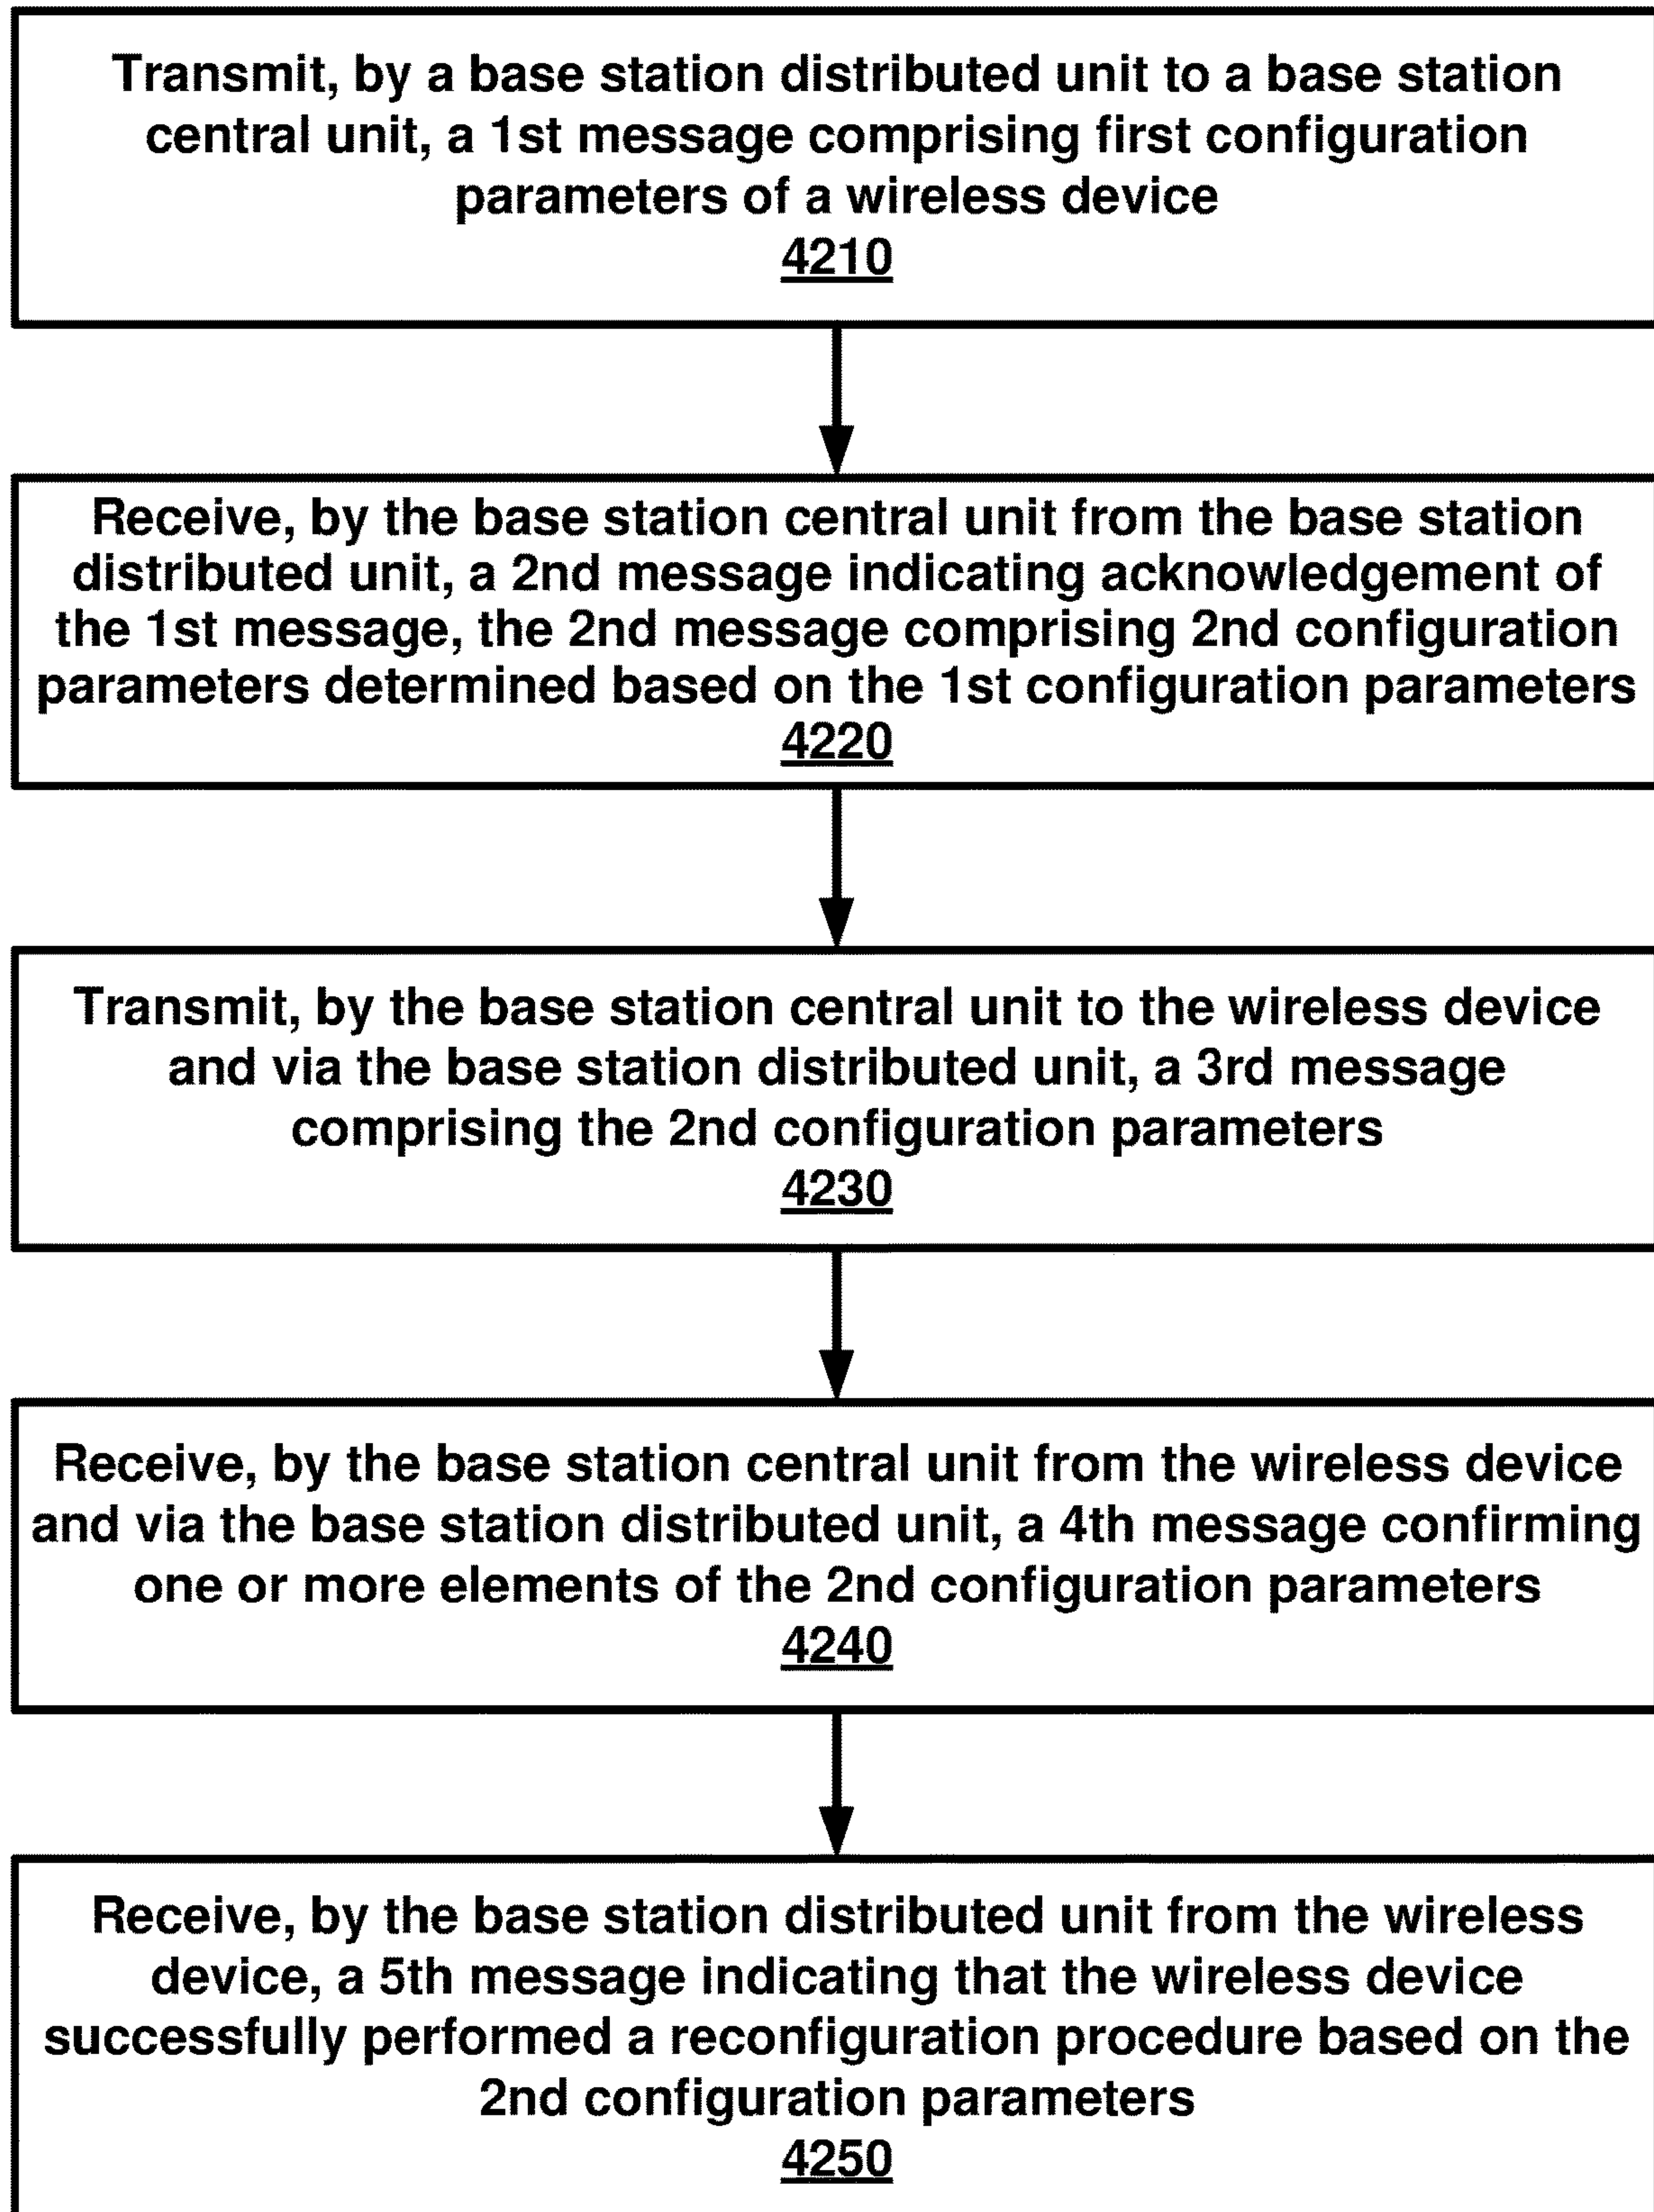 Transmit, by a base station distributed unit to a base station
central unit, a 1st message comprising first configuration
parameters of a wireless device
4210
Receive, by the base station central unit from the base station
distributed unit, a 2nd message indicating acknowledgement of
the 1st message, the 2nd message comprising 2nd configuration
parameters determined based on the 1st configuration parameters
4220
Transmit, by the base station central unit to the wireless device
and via the base station distributed unit, a 3rd message
comprising the 2nd configuration parameters
4230
Receive, by the base station central unit from the wireless device
and via the base station distributed unit, a 4th message confirming
one or more elements of the 2nd configuration parameters
4240
Receive, by the base station distributed unit from the wireless
device, a 5th message indicating that the wireless device
successfully performed a reconfiguration procedure based on the
2nd configuration parameters
4250